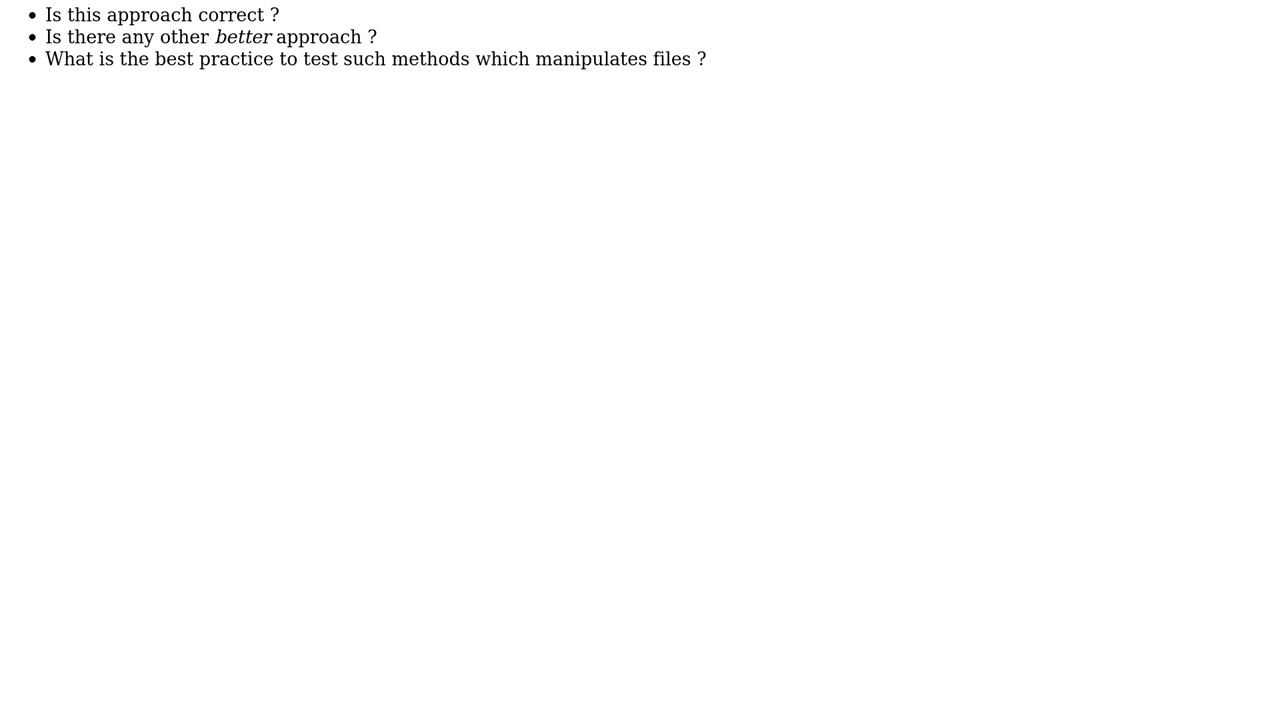 • Is this approach correct ?
• Is there any other better approach ?
• What is the best practice to test such methods which manipulates files ?